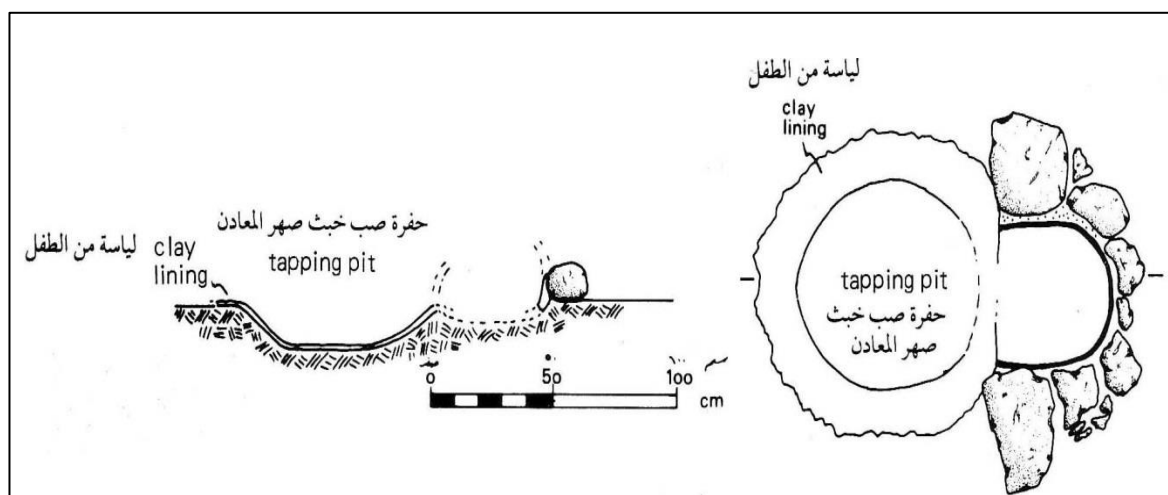 حفرة صب خبث صهر المعادن
tapping pit
لياسة من الطفل
clay
lining
0
50
100
cm
لياسة من الطفل
clay
lining
tapping pit
حفرة صب خبث
صهر المعادن